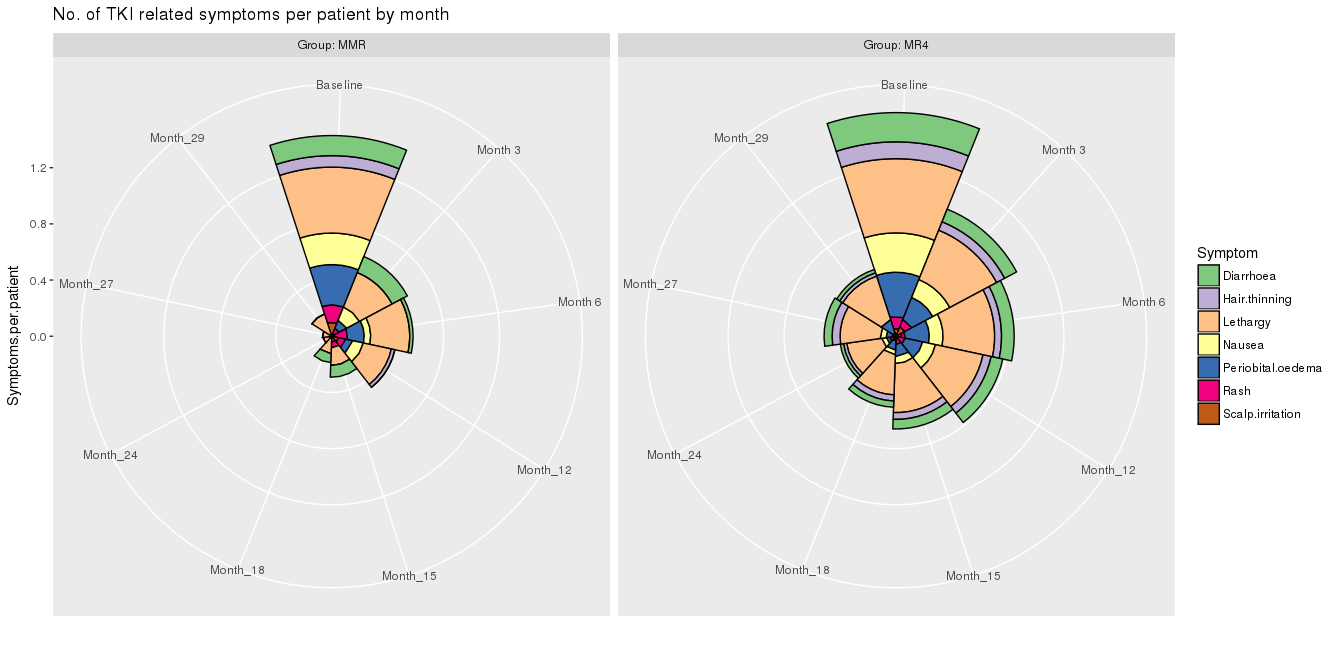 No. of TKI related symptoms per patient by month
Group: MMR
Group: MR4
Symptoms.per.patient
1.2
0.8
0.4
0.0
Baseline
Month 3
Month 6
Month_12
Month_15
Month_18
Month_24
Month_27
Month_29
Baseline
Month 3
Month 6
Month_12
Month_15
Month_18
Month_24
Month_27
Month_29
Symptom
Diarrhoea
Hair.thinning
Lethargy
Nausea
Periobital.oedema
Rash
Scalp.irritation